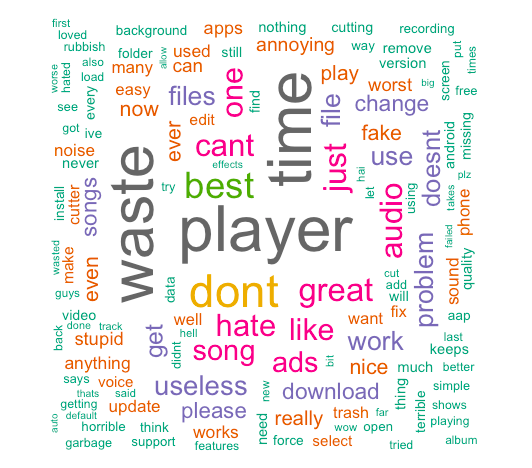 first
background
nothing
cutting
recording
loved
apps
way
put
rubbish
folder
used
still
annoying
remove
times
worse
also
allow
version
hated
load
many
can
play
worst
screen
big
free
see
every
easy
files
one
time
file
change
now
find
got
ive
ever
edit
fake
android
missing
noise
cant
just
use
doesnt
never
waste
effects
hai
plz
install
cutter
songs
try
best
let
using
takes
phone
player
audio
failed
wasted
make
even
data
dont
great
problem
cut
add
will
sound
quality
guys
video
well
hate
like
want
fix
aap
back
done
track
get
hell
work
last
stupid
didnt
song
bit
keeps
anything
ads
nice
much
better
says
voice
useless
new
download
thing
simple
thats
said
getting
update
please
need
really
trash
far
terrible
shows
default
works
wow
open
playing
auto
horrible
think
garbage
support
features
force
select
tried
album